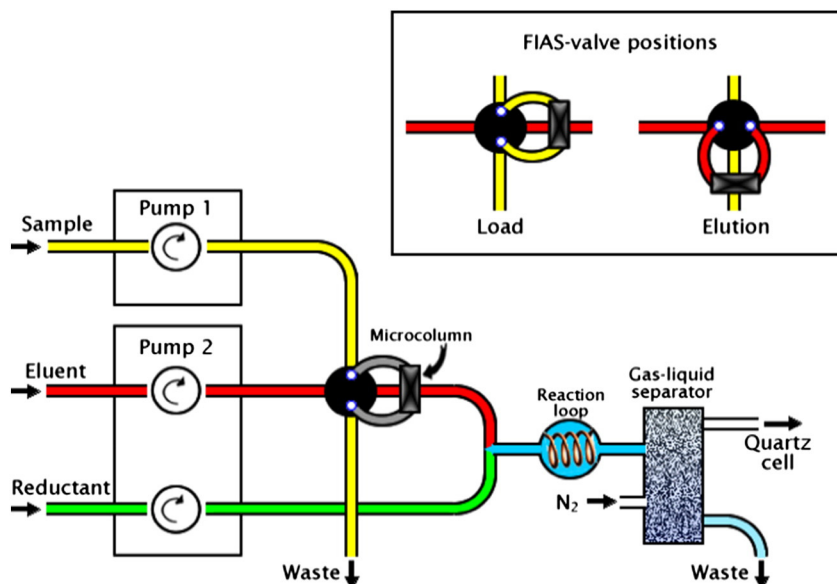 FIAS-valve positions
Load
Elution
Pump 1
Sample
Pump 2
Eluent
Microcolumn
Reaction
loop
Gas-liquid
separator
Quartz
cell
Reductant
N₂
Waste
Waste